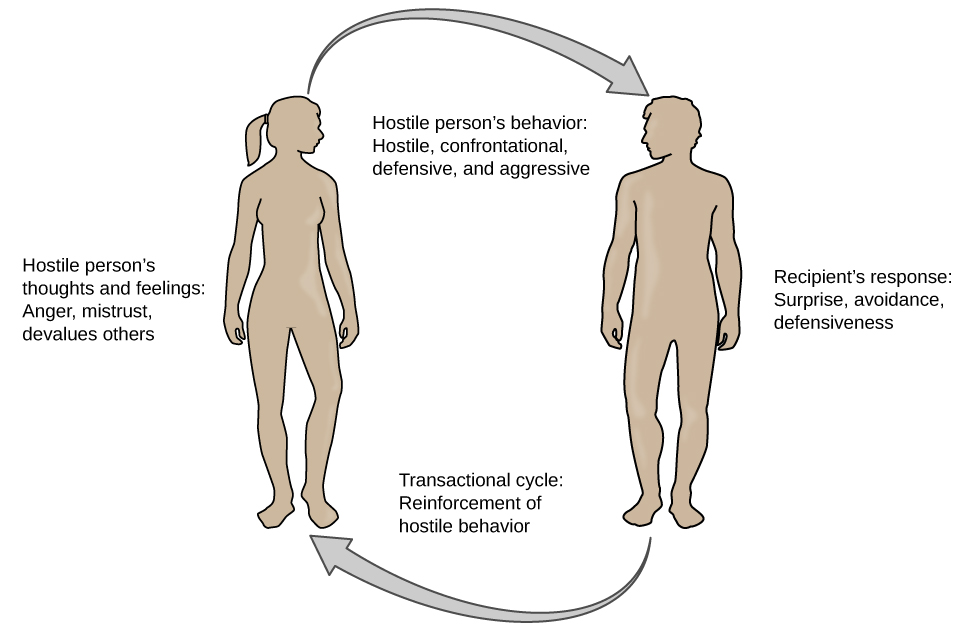 Hostile person’s behavior:
Hostile, confrontational,
defensive, and aggressive
Hostile person’s
thoughts and feelings:
Anger, mistrust,
devalues others
Recipient’s response:
Surprise, avoidance,
defensiveness
Transactional cycle:
Reinforcement of
hostile behavior